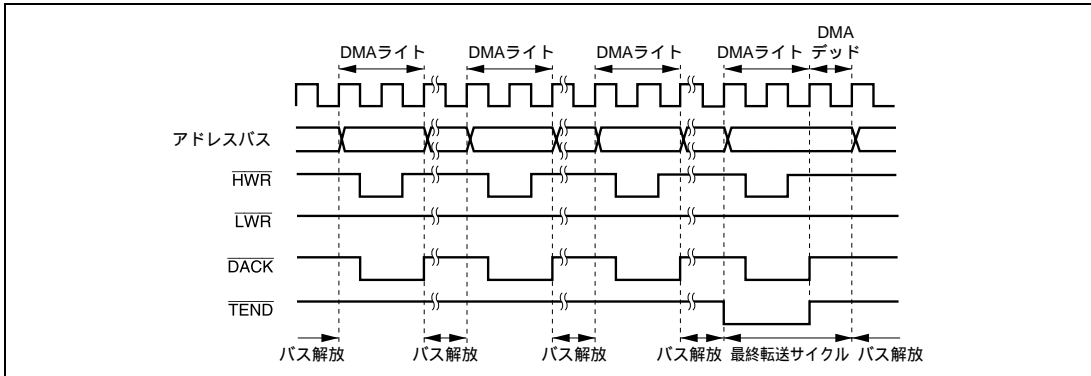 DMA
DMAライト DMAライト DMAライト DMAライト デッド
アドレスバス
HWR
LWR
DACK
TEND
バス解放 バス解放 バス解放 バス解放 最終転送サイクル バス解放